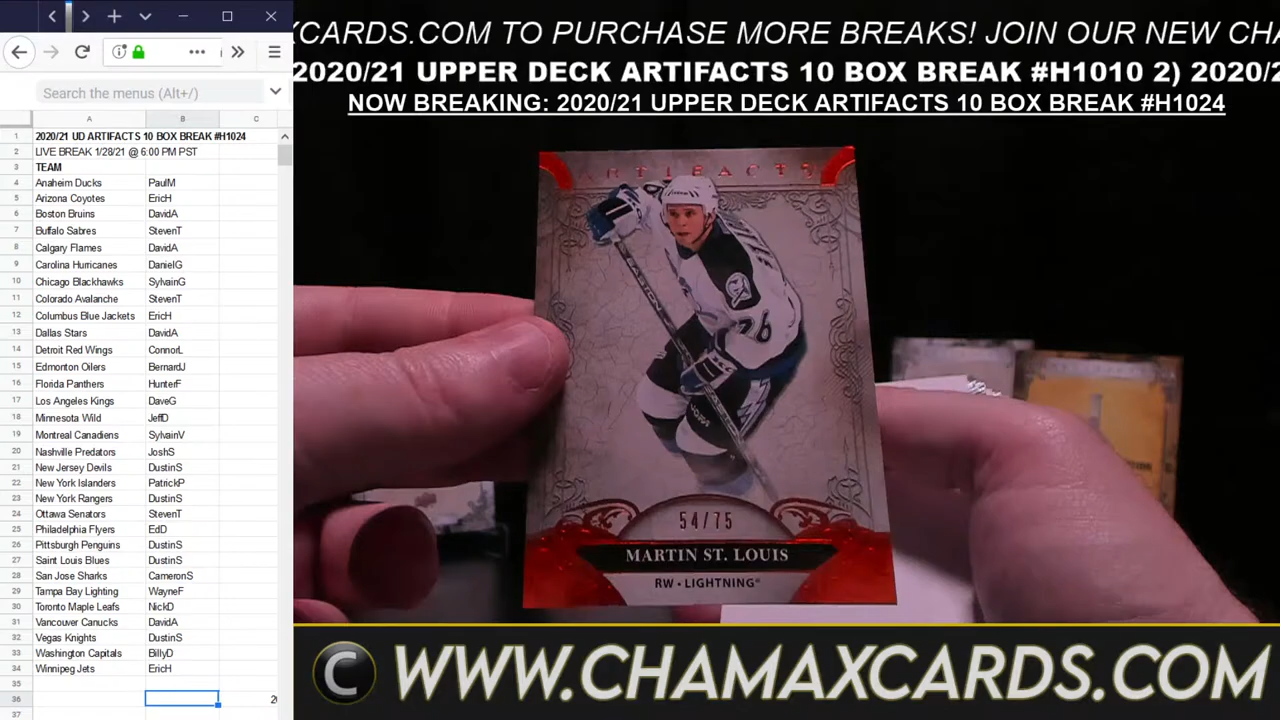 XCARDS.COM TO PURCHASE MORE BREAKS! JOIN OUR NEW CHA
2020/21 UPPER DECK ARTIFACTS 10 BOX BREAK #H1010 2) 2020/2
NOW BREAKING: 2020/21 UPPER DECK ARTIFACTS 10 BOX BREAK #H1024
Search the menus (Alt+/)
A B C
1 2020/21 UD ARTIFACTS 10 BOX BREAK #H1024
2 LIVE BREAK 1/28/21 @ 6:00 PM PST
3 TEAM
4 Anaheim Ducks PaulM
5 Arizona Coyotes EricH
6 Boston Bruins DavidA
7 Buffalo Sabres StevenT
8 Calgary Flames DavidA
9 Carolina Hurricanes DanielG
10 Chicago Blackhawks SylvainG
11 Colorado Avalanche StevenT
12 Columbus Blue Jackets EricH
13 Dallas Stars DavidA
14 Detroit Red Wings ConnorL
15 Edmonton Oilers BernardJ
16 Florida Panthers HunterF
17 Los Angeles Kings DaveG
18 Minnesota Wild JeffD
19 Montreal Canadiens SylvainV
20 Nashville Predators JoshS
21 New Jersey Devils DustinS
22 New York Islanders PatrickP
23 New York Rangers DustinS
24 Ottawa Senators StevenT
25 Philadelphia Flyers EdD
26 Pittsburgh Penguins DustinS
27 Saint Louis Blues DustinS
28 San Jose Sharks CameronS
29 Tampa Bay Lighting WayneF
30 Toronto Maple Leafs NickD
31 Vancouver Canucks DavidA
32 Vegas Knights DustinS
33 Washington Capitals BillyD
34 Winnipeg Jets EricH
35
36 20
37
ARTIFACTS
EASTON
26
54/75
MARTIN ST. LOUIS
RW • LIGHTNING
C WWW.CHAMAXCARDS.COM